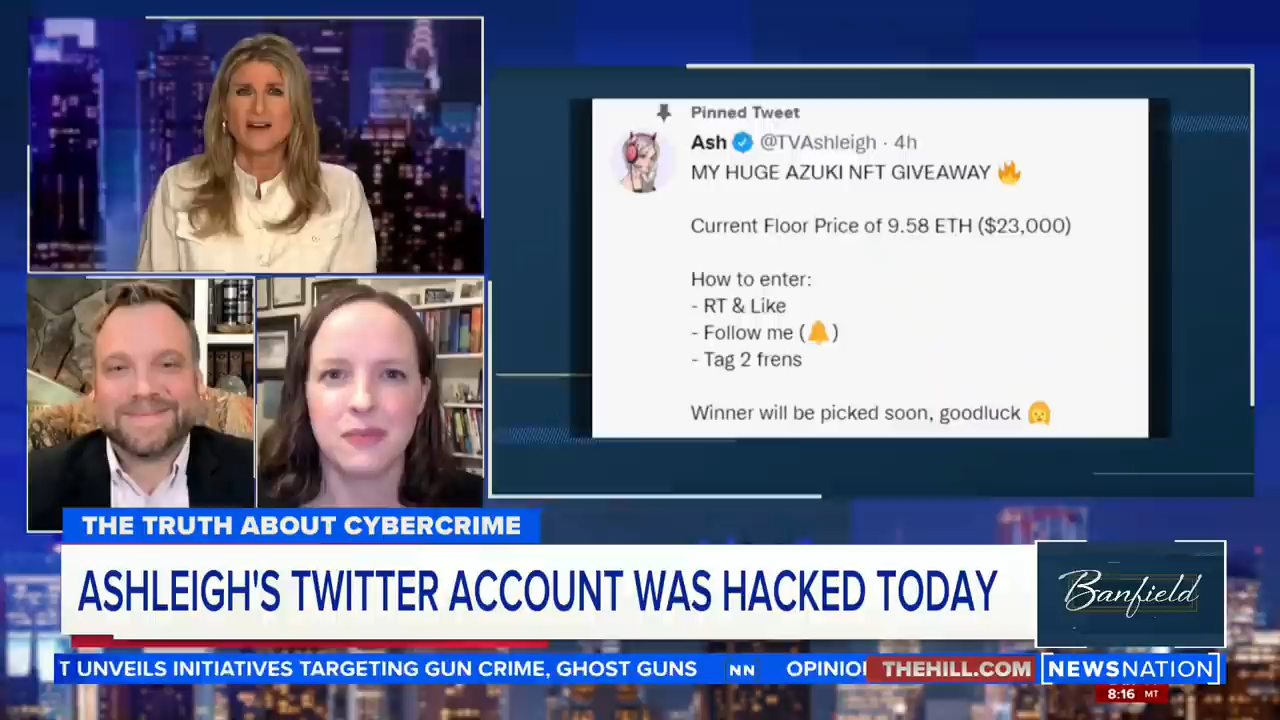 Pinned Tweet
Ash @TVAshleigh · 4h
MY HUGE AZUKI NFT GIVEAWAY 🔥
Current Floor Price of 9.58 ETH ($23,000)
How to enter:
- RT & Like
- Follow me (🔔)
- Tag 2 frens
Winner will be picked soon, goodluck
THE TRUTH ABOUT CYBERCRIME
ASHLEIGH'S TWITTER ACCOUNT WAS HACKED TODAY
Banfield
T UNVEILS INITIATIVES TARGETING GUN CRIME, GHOST GUNS NN OPINIO THEHILL.COM NEWSNATION
8:16 MT